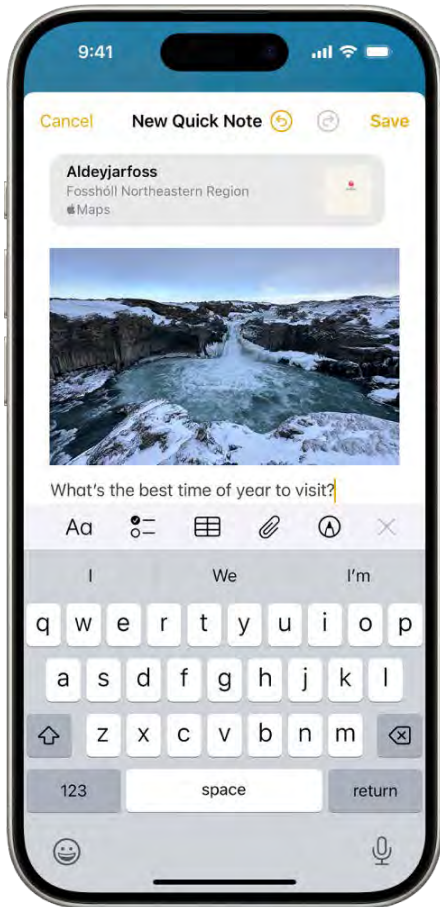 9:41
Cancel New Quick Note Save
Aldeyjarfoss
Fosshóll Northeastern Region
Maps
What's the best time of year to visit?
Aa
I We I'm
q w e r t y u i o p
a s d f g h j k l
z x c v b n m
123 space return